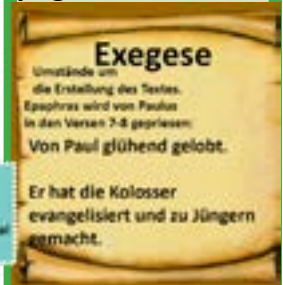 Exegese
Umstände um
die Erstellung des Textes.
Epaphras wird von Paulus
in den Versen 7-8 gepriesen:
Von Paul glühend gelobt.
Er hat die Kolosser
evangelisiert und zu Jüngern
gemacht.